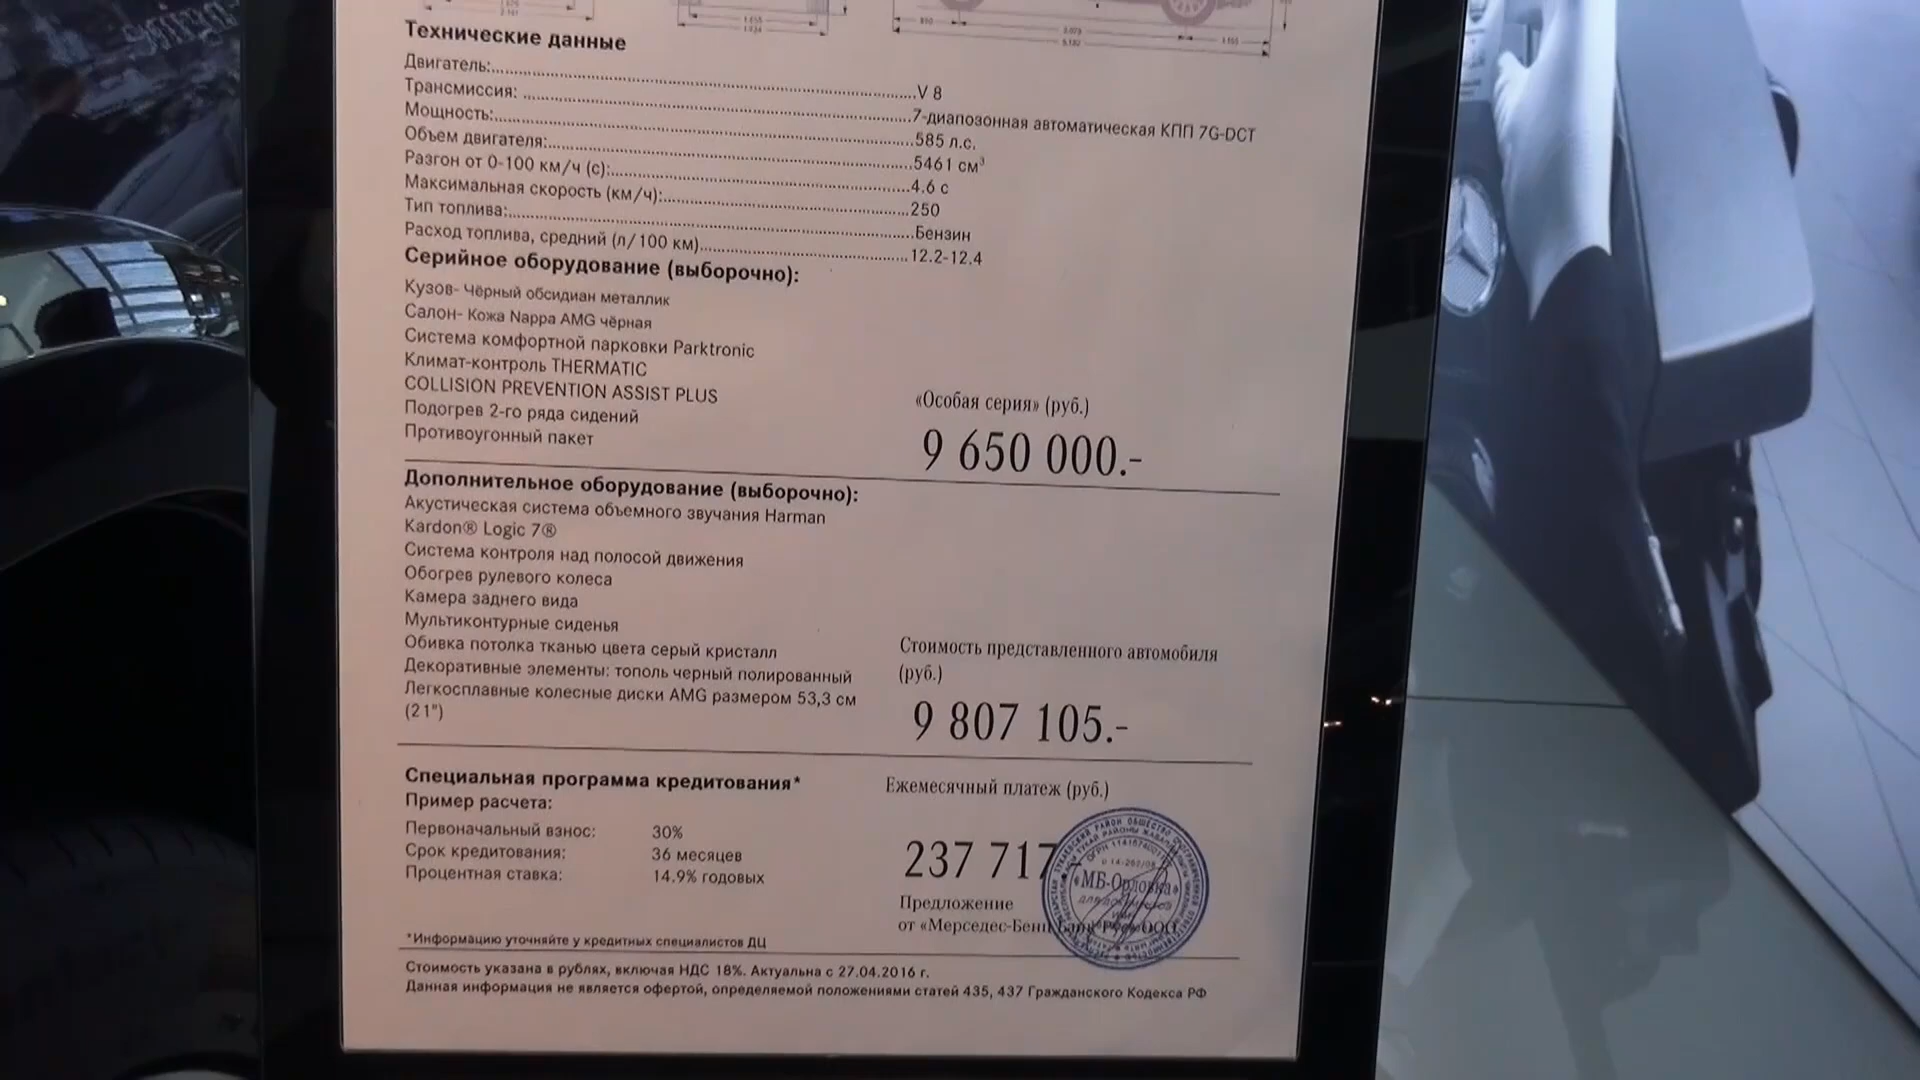 Технические данные
Двигатель:.....V 8
Трансмиссия: .....7-диапозонная автоматическая КПП 7G-DCT
Мощность:.....585 л.с.
Объем двигателя:.....5461 см³
Разгон от 0-100 км/ч (с):.....4.6 с
Максимальная скорость (км/ч):.....250
Тип топлива:.....Бензин
Расход топлива, средний (л/100 км).....12.2-12.4
Серийное оборудование (выборочно):
Кузов- Чёрный обсидиан металлик
Салон- Кожа Nappa AMG чёрная
Система комфортной парковки Parktronic
Климат-контроль THERMATIC
COLLISION PREVENTION ASSIST PLUS
Подогрев 2-го ряда сидений
Противоугонный пакет
«Особая серия» (руб.)
9 650 000.-
Дополнительное оборудование (выборочно):
Акустическая система объемного звучания Harman
Kardon® Logic 7®
Система контроля над полосой движения
Обогрев рулевого колеса
Камера заднего вида
Мультиконтурные сиденья
Обивка потолка тканью цвета серый кристалл
Декоративные элементы: тополь черный полированный
Легкосплавные колесные диски AMG размером 53,3 см
(21")
Стоимость представленного автомобиля
(руб.)
9 807 105.-
Специальная программа кредитования*
Пример расчета:
Первоначальный взнос: 30%
Срок кредитования: 36 месяцев
Процентная ставка: 14.9% годовых
Ежемесячный платеж (руб.)
237 717.-
Предложение
от «Мерседес-Бенц Банк Рус» ООО
«МБ-Орловка»
*Информацию уточняйте у кредитных специалистов ДЦ
Стоимость указана в рублях, включая НДС 18%. Актуальна с 27.04.2016 г.
Данная информация не является офертой, определяемой положениями статей 435, 437 Гражданского Кодекса РФ